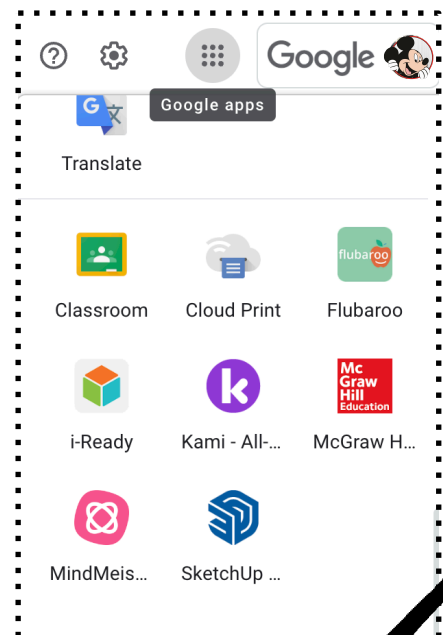 Google
Google apps
G 文
Translate
Classroom
Cloud Print
flubaroo
Flubaroo
i-Ready
k
Kami - All-...
Mc
Graw
Hill
Education
McGraw H...
MindMeis...
SketchUp ...